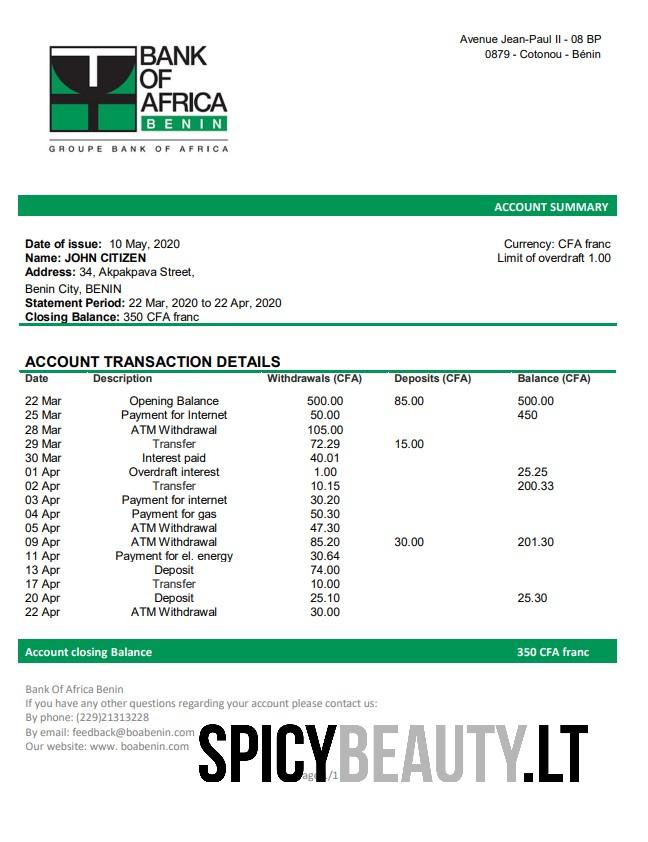 Avenue Jean-Paul II - 08 BP
0879 - Cotonou - Bénin
BANK
OF
AFRICA
BENIN
GROUPE BANK OF AFRICA
ACCOUNT SUMMARY
Date of issue: 10 May, 2020
Currency: CFA franc
Name: JOHN CITIZEN
Limit of overdraft 1.00
Address: 34, Akpakpava Street,
Benin City, BENIN
Statement Period: 22 Mar, 2020 to 22 Apr, 2020
Closing Balance: 350 CFA franc
ACCOUNT TRANSACTION DETAILS
Date Description Withdrawals (CFA) Deposits (CFA) Balance (CFA)
22 Mar Opening Balance 500.00 85.00 500.00
25 Mar Payment for Internet 50.00 450
28 Mar ATM Withdrawal 105.00
29 Mar Transfer 72.29 15.00
30 Mar Interest paid 40.01
01 Apr Overdraft interest 1.00 25.25
02 Apr Transfer 10.15 200.33
03 Apr Payment for internet 30.20
04 Apr Payment for gas 50.30
05 Apr ATM Withdrawal 47.30
09 Apr ATM Withdrawal 85.20 30.00 201.30
11 Apr Payment for el. energy 30.64
13 Apr Deposit 74.00
17 Apr Transfer 10.00
20 Apr Deposit 25.10 25.30
22 Apr ATM Withdrawal 30.00
Account closing Balance 350 CFA franc
Bank Of Africa Benin
If you have any other questions regarding your account please contact us:
By phone: (229)21313228
By email: feedback@boabenin.com
Our website: www. boabenin.com
SPICYBEAUTY.LT